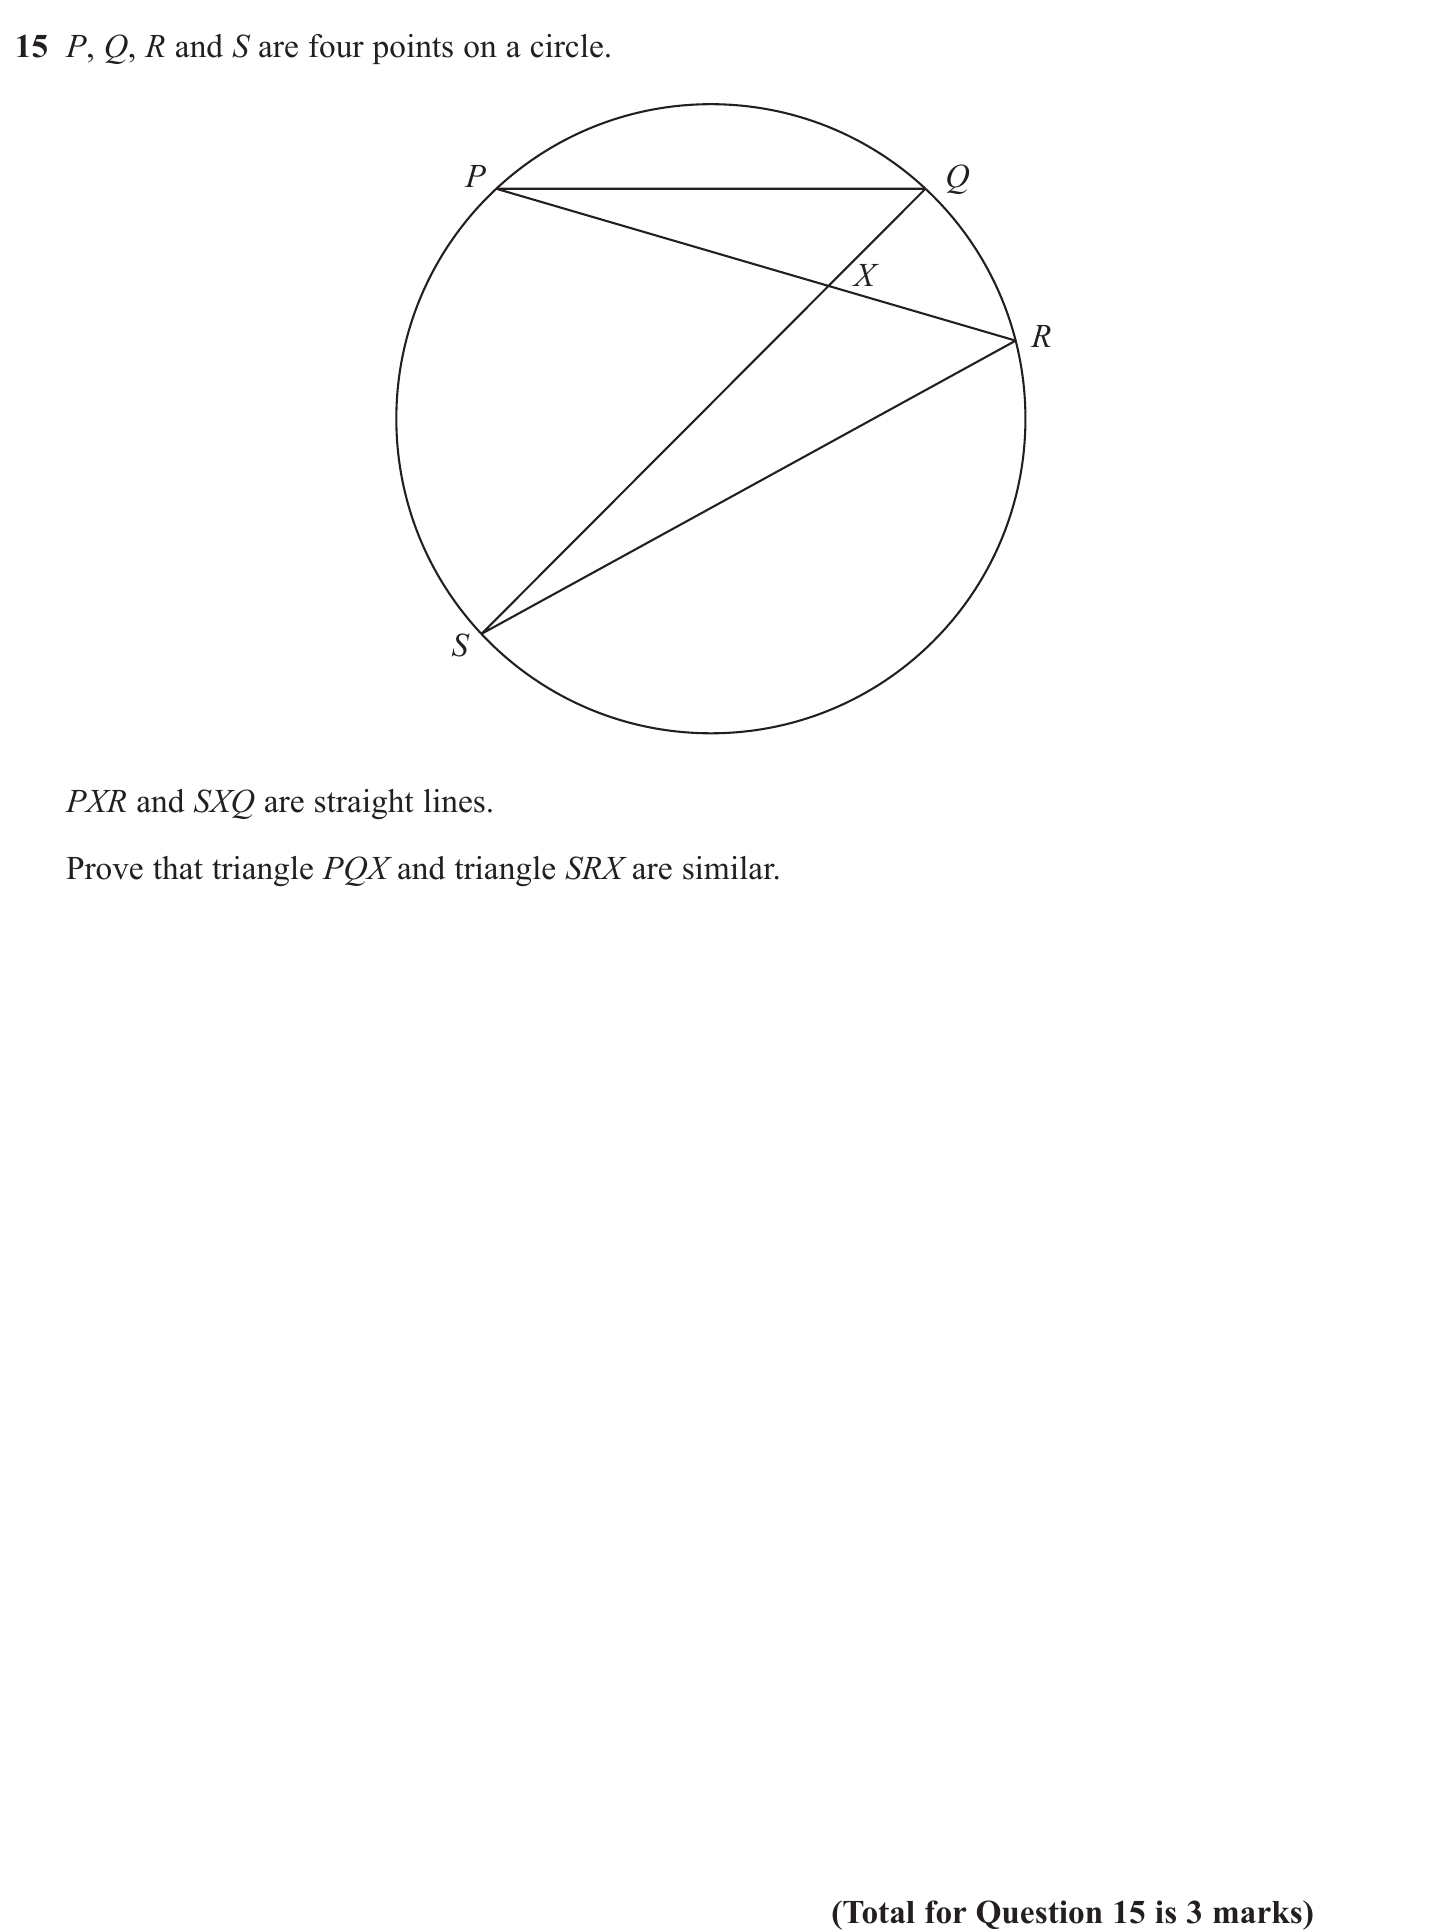 15 P, Q, R and S are four points on a circle.
P
Q
X
R
S
PXR and SXQ are straight lines.
Prove that triangle PQX and triangle SRX are similar.
(Total for Question 15 is 3 marks)